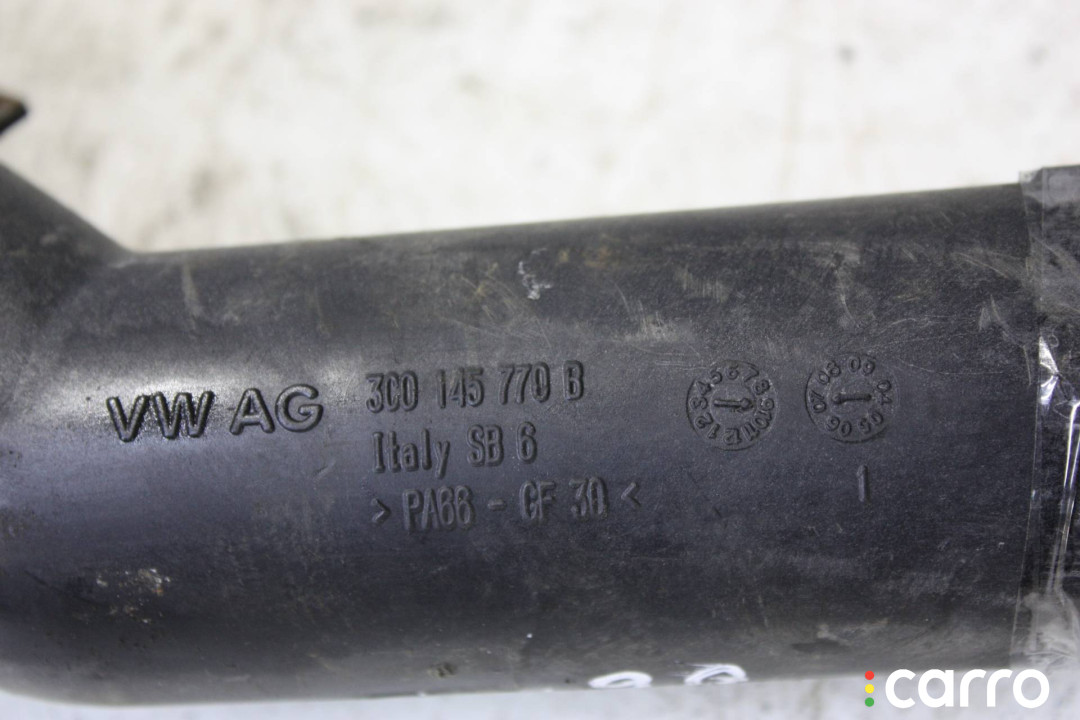 VW AG
3C0 145 770 B
Italy SB 6
> PA66 - GF 30 <
1
carro